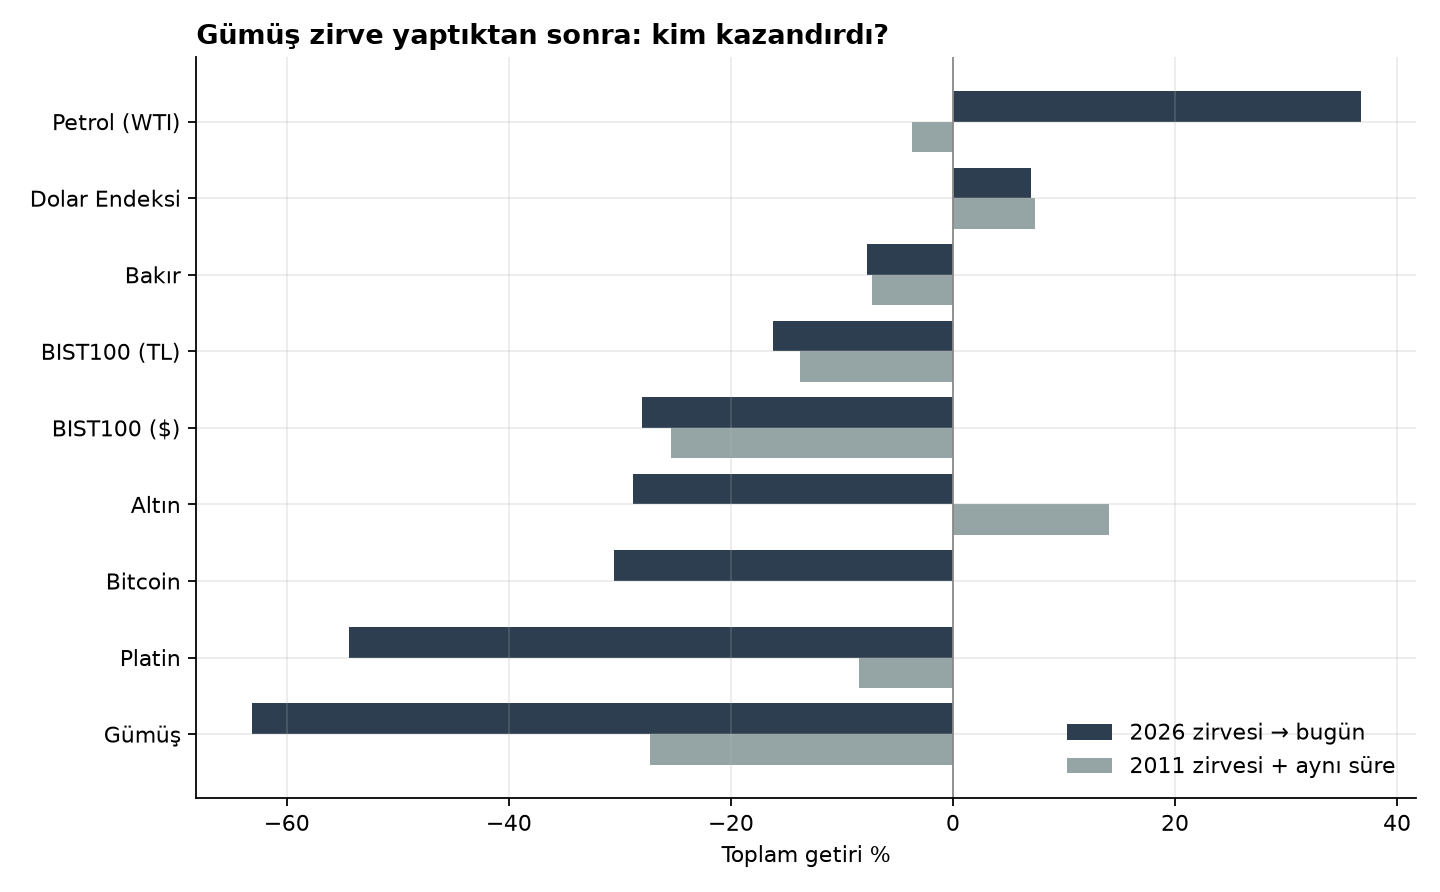 Gümüş zirve yaptıktan sonra: kim kazandırdı?
Petrol (WTI)
Dolar Endeksi
Bakır
BIST100 (TL)
BIST100 ($)
Altın
Bitcoin
Platin
Gümüş
2026 zirvesi → bugün
2011 zirvesi + aynı süre
−60 −40 −20 0 20 40
Toplam getiri %